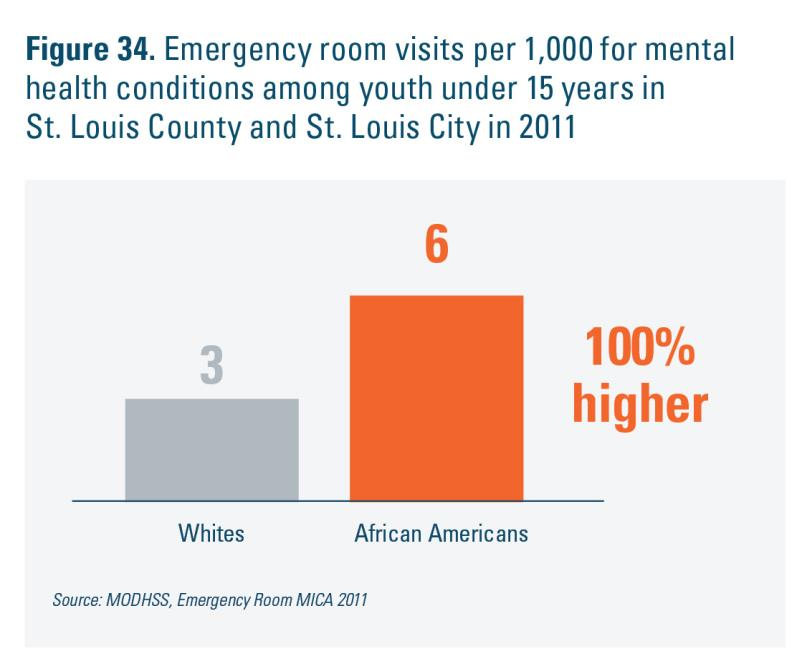 Figure 34. Emergency room visits per 1,000 for mental
health conditions among youth under 15 years in
St. Louis County and St. Louis City in 2011
6
3
100%
higher
Whites
African Americans
Source: MODHSS, Emergency Room MICA 2011